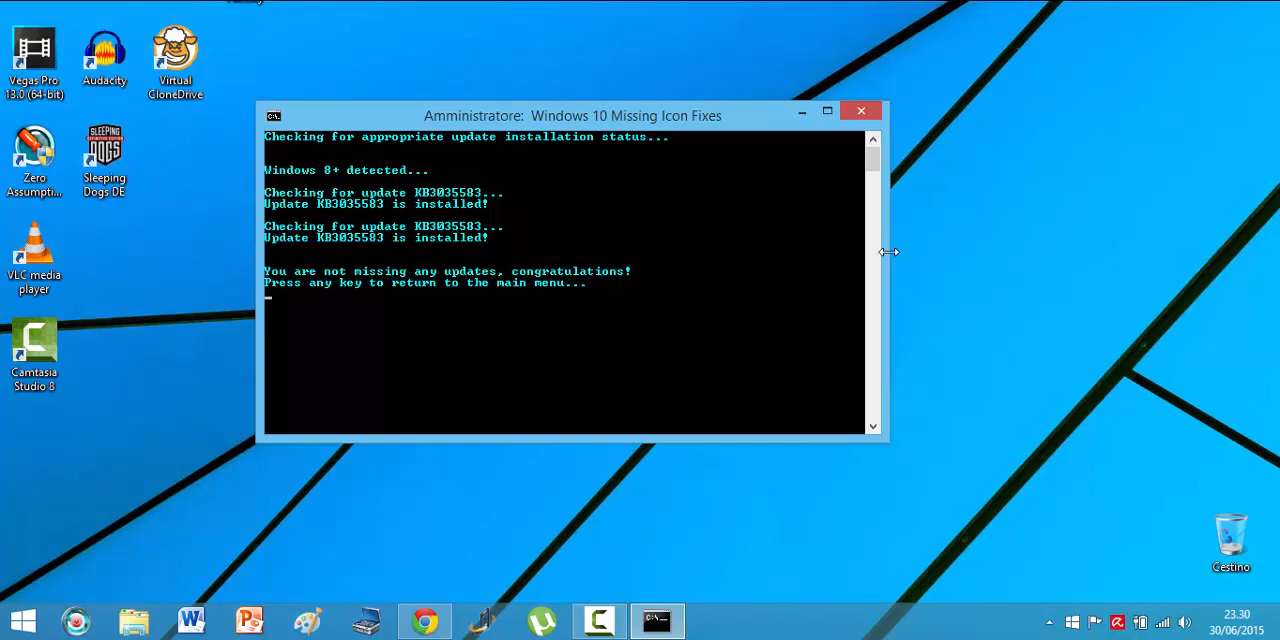 Vegas Pro
13.0 (64-bit)
Audacity
Virtual
CloneDrive
Zero
Assumpti...
SLEEPING
DOGS
Sleeping
Dogs DE
VLC media
player
Camtasia
Studio 8
Amministratore:  Windows 10 Missing Icon Fixes
Checking for appropriate update installation status...
Windows 8+ detected...
Checking for update KB3035583...
Update KB3035583 is installed!
Checking for update KB3035583...
Update KB3035583 is installed!
You are not missing any updates, congratulations!
Press any key to return to the main menu...
Cestino
23.30
30/06/2015